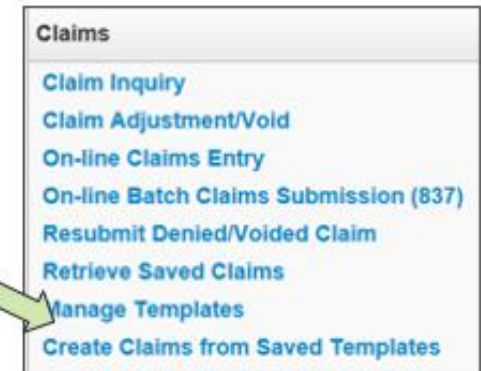 Claims
Claim Inquiry
Claim Adjustment/Void
On-line Claims Entry
On-line Batch Claims Submission (837)
Resubmit Denied/Voided Claim
Retrieve Saved Claims
Manage Templates
Create Claims from Saved Templates